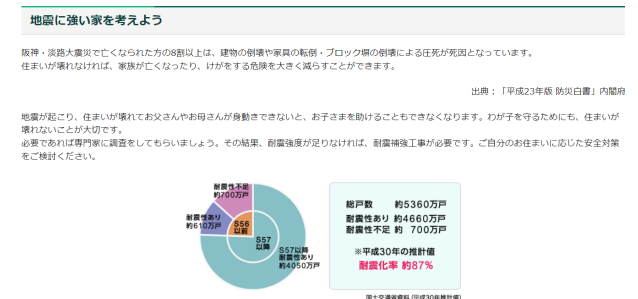 地震に強い家を考えよう
阪神・淡路大震災で亡くなられた方の8割以上は、建物の倒壊や家具の転倒・ブロック塀の倒壊による圧死が死因となっています。
住まいが壊れなければ、家族が亡くなったり、けがをする危険を大きく減らすことができます。
出典：「平成23年版 防災白書」内閣府
地震が起こり、住まいが壊れてお父さんやお母さんが身動きできないと、お子さまを助けることもできなくなります。わが子を守るためにも、住まいが
壊れないことが大切です。
必要であれば専門家に調査をしてもらいましょう。その結果、耐震強度が足りなければ、耐震補強工事が必要です。ご自分のお住まいに応じた安全対策
をご検討ください。
耐震性不足
約700万戸
耐震性あり
約610万戸
S56
以前
S57
以降
S57以降
耐震性あり
約4050万戸
総戸数 約5360万戸
耐震性あり 約4660万戸
耐震性不足 約 700万戸
※平成30年の推計値
耐震化率 約87%
国土交通省資料 (平成30年推計値)